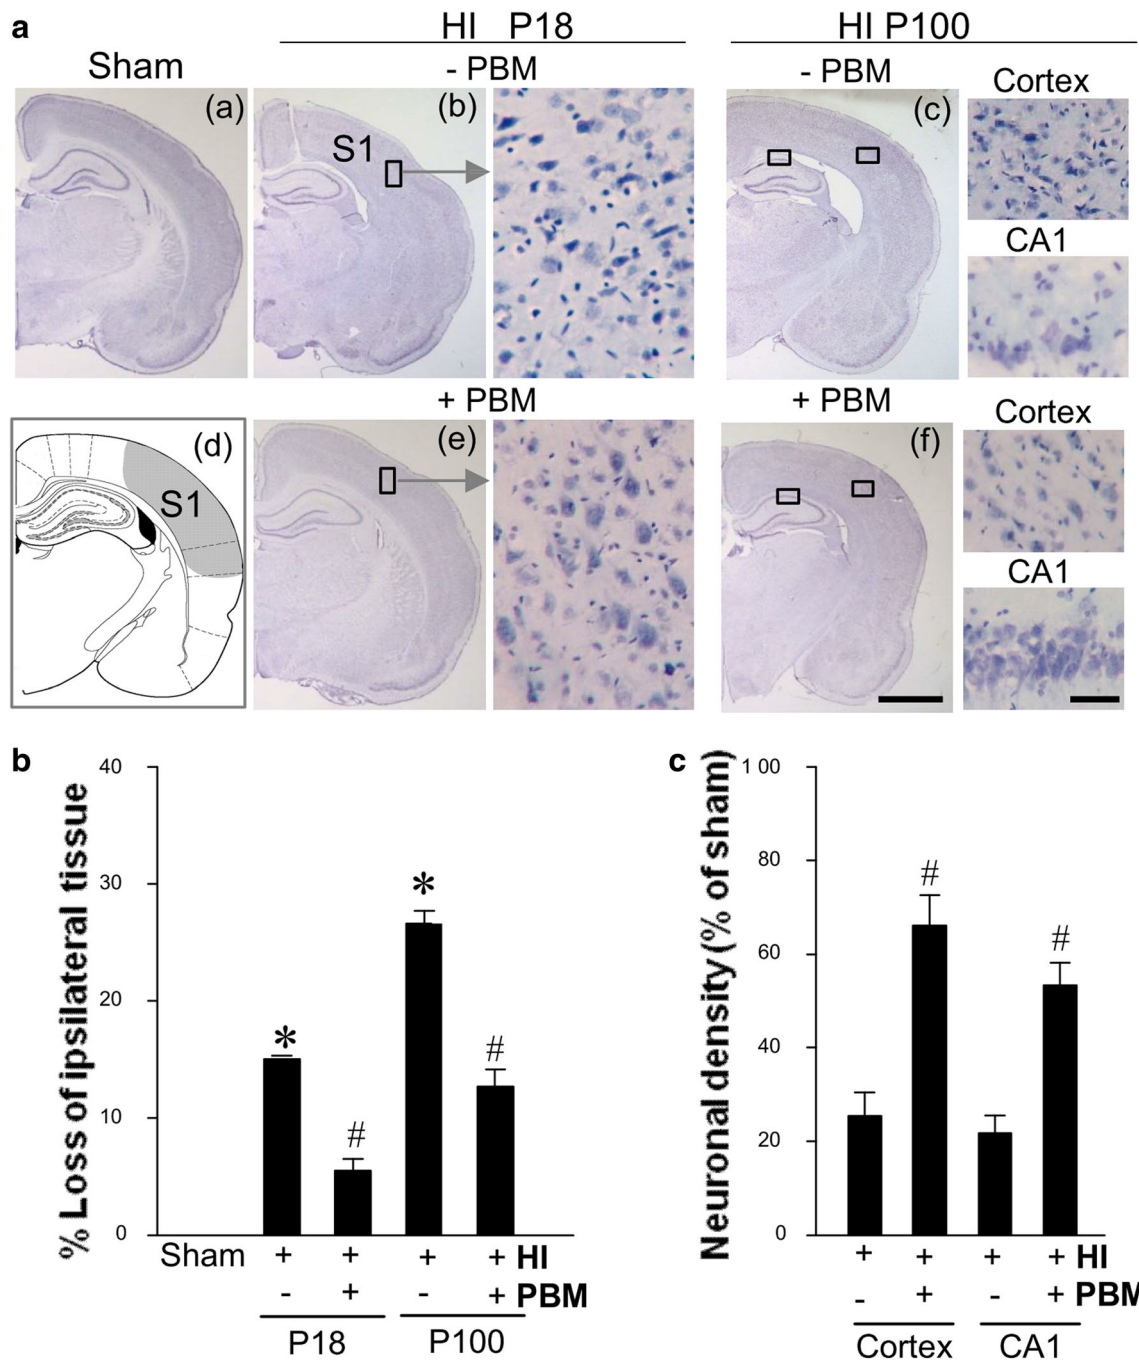 a
HI P18
HI P100
Sham
- PBM
- PBM
Cortex
(a)
(b)
(c)
S1
CA1
+ PBM
+ PBM
Cortex
(d)
(e)
(f)
S1
CA1
b
% Loss of ipsilateral tissue
40
30
20
10
0
*
#
*
#
Sham + + + + HI
- + - + PBM
P18 P100
c
Neuronal density (% of sham)
100
80
60
40
20
0
#
#
+ + + + HI
- + - + PBM
Cortex CA1